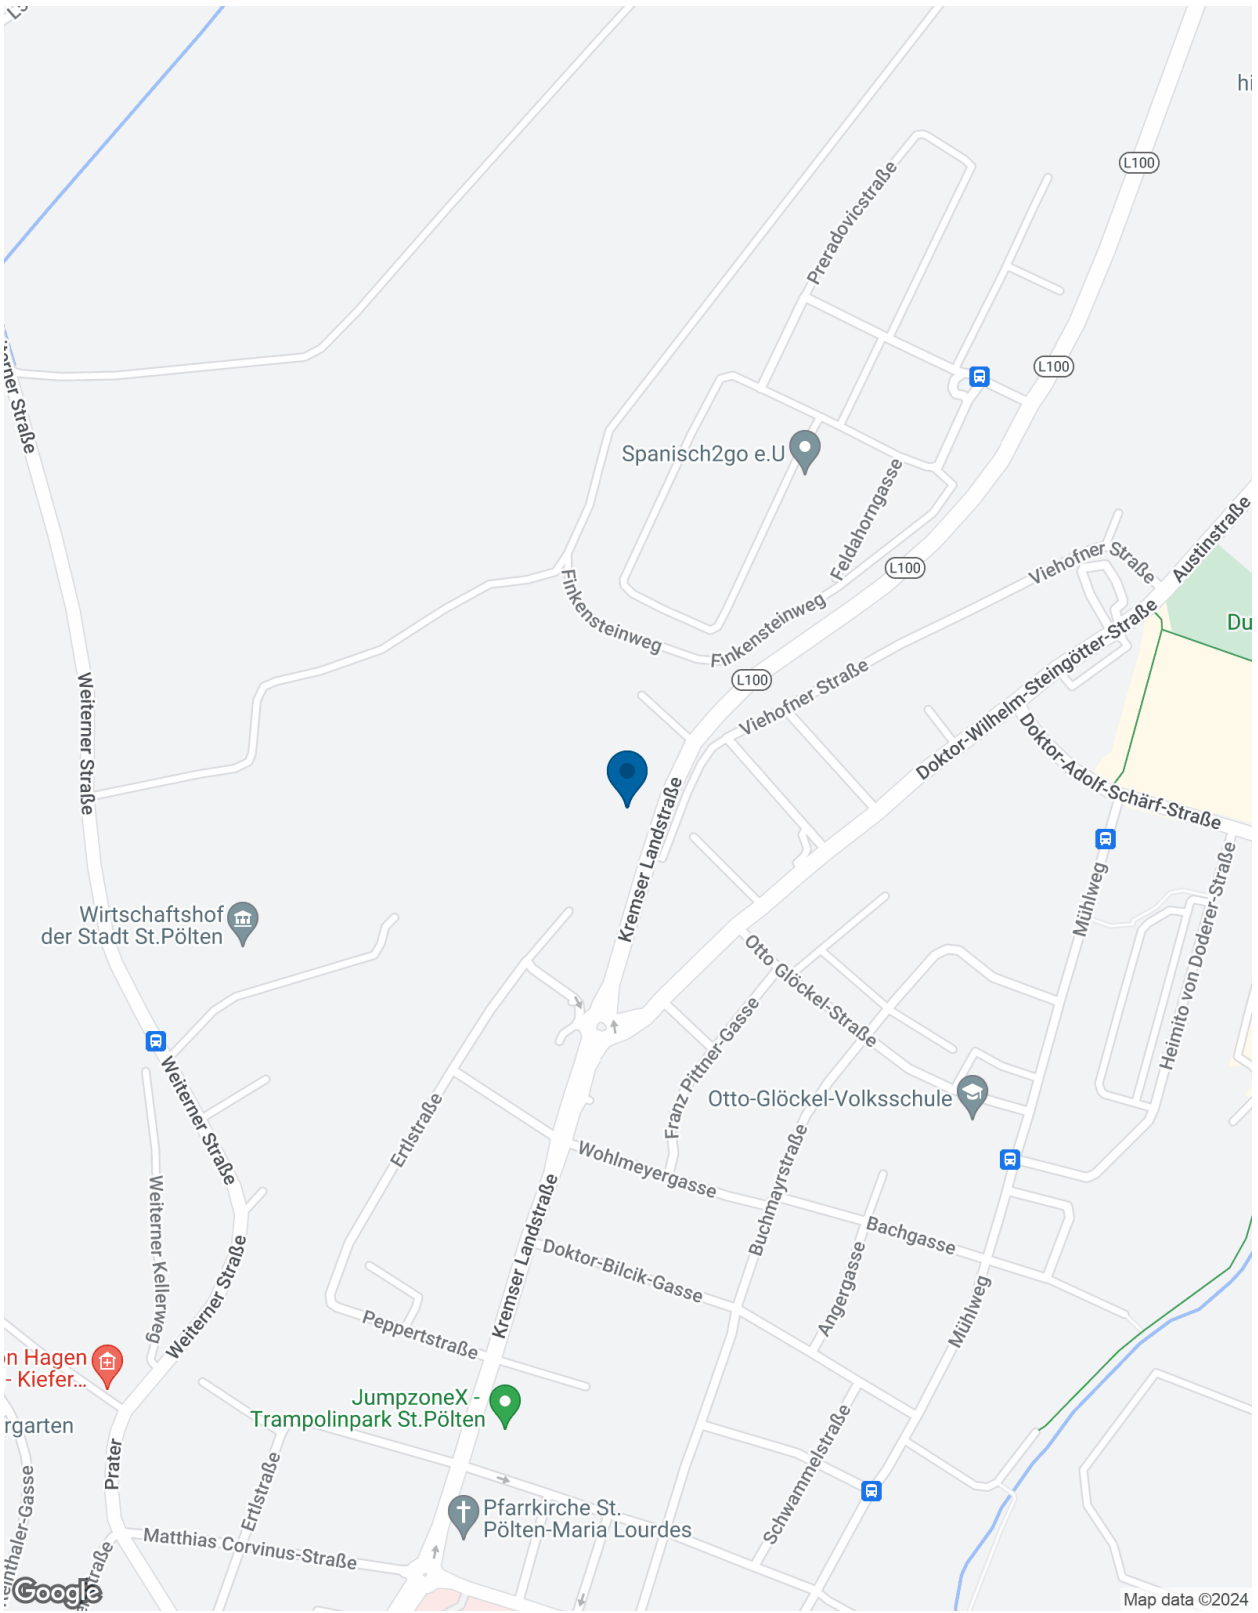 L100
Preradovicstraße
L100
Spanisch2go e.U
Feldahorngasse
Austinstraße
L100
Viehofner Straße
Finkensteinweg
Finkensteinweg
Doktor-Wilhelm-Steingötter-Straße
L100
Viehofner Straße
Weiterner Straße
Doktor-Adolf-Schärf-Straße
Kremser Landstraße
Mühlweg
Heimito von Doderer-Straße
Wirtschaftshof
der Stadt St.Pölten
Otto Glöckel-Straße
Franz Pittner-Gasse
Weiterner Straße
Otto-Glöckel-Volksschule
Ertlstraße
Wohlmeyergasse
Buchmayrstraße
Bachgasse
Weiterner Kellerweg
Kremser Landstraße
Doktor-Bilcik-Gasse
Angergasse
Mühlweg
Weiterner Straße
Peppertstraße
on Hagen
- Kiefer...
JumpzoneX -
Trampolinpark St.Pölten
rgarten
Prater
Ertlstraße
Schwammelstraße
Pfarrkirche St.
Pölten-Maria Lourdes
Matthias Corvinus-Straße
Google
Map data ©2024